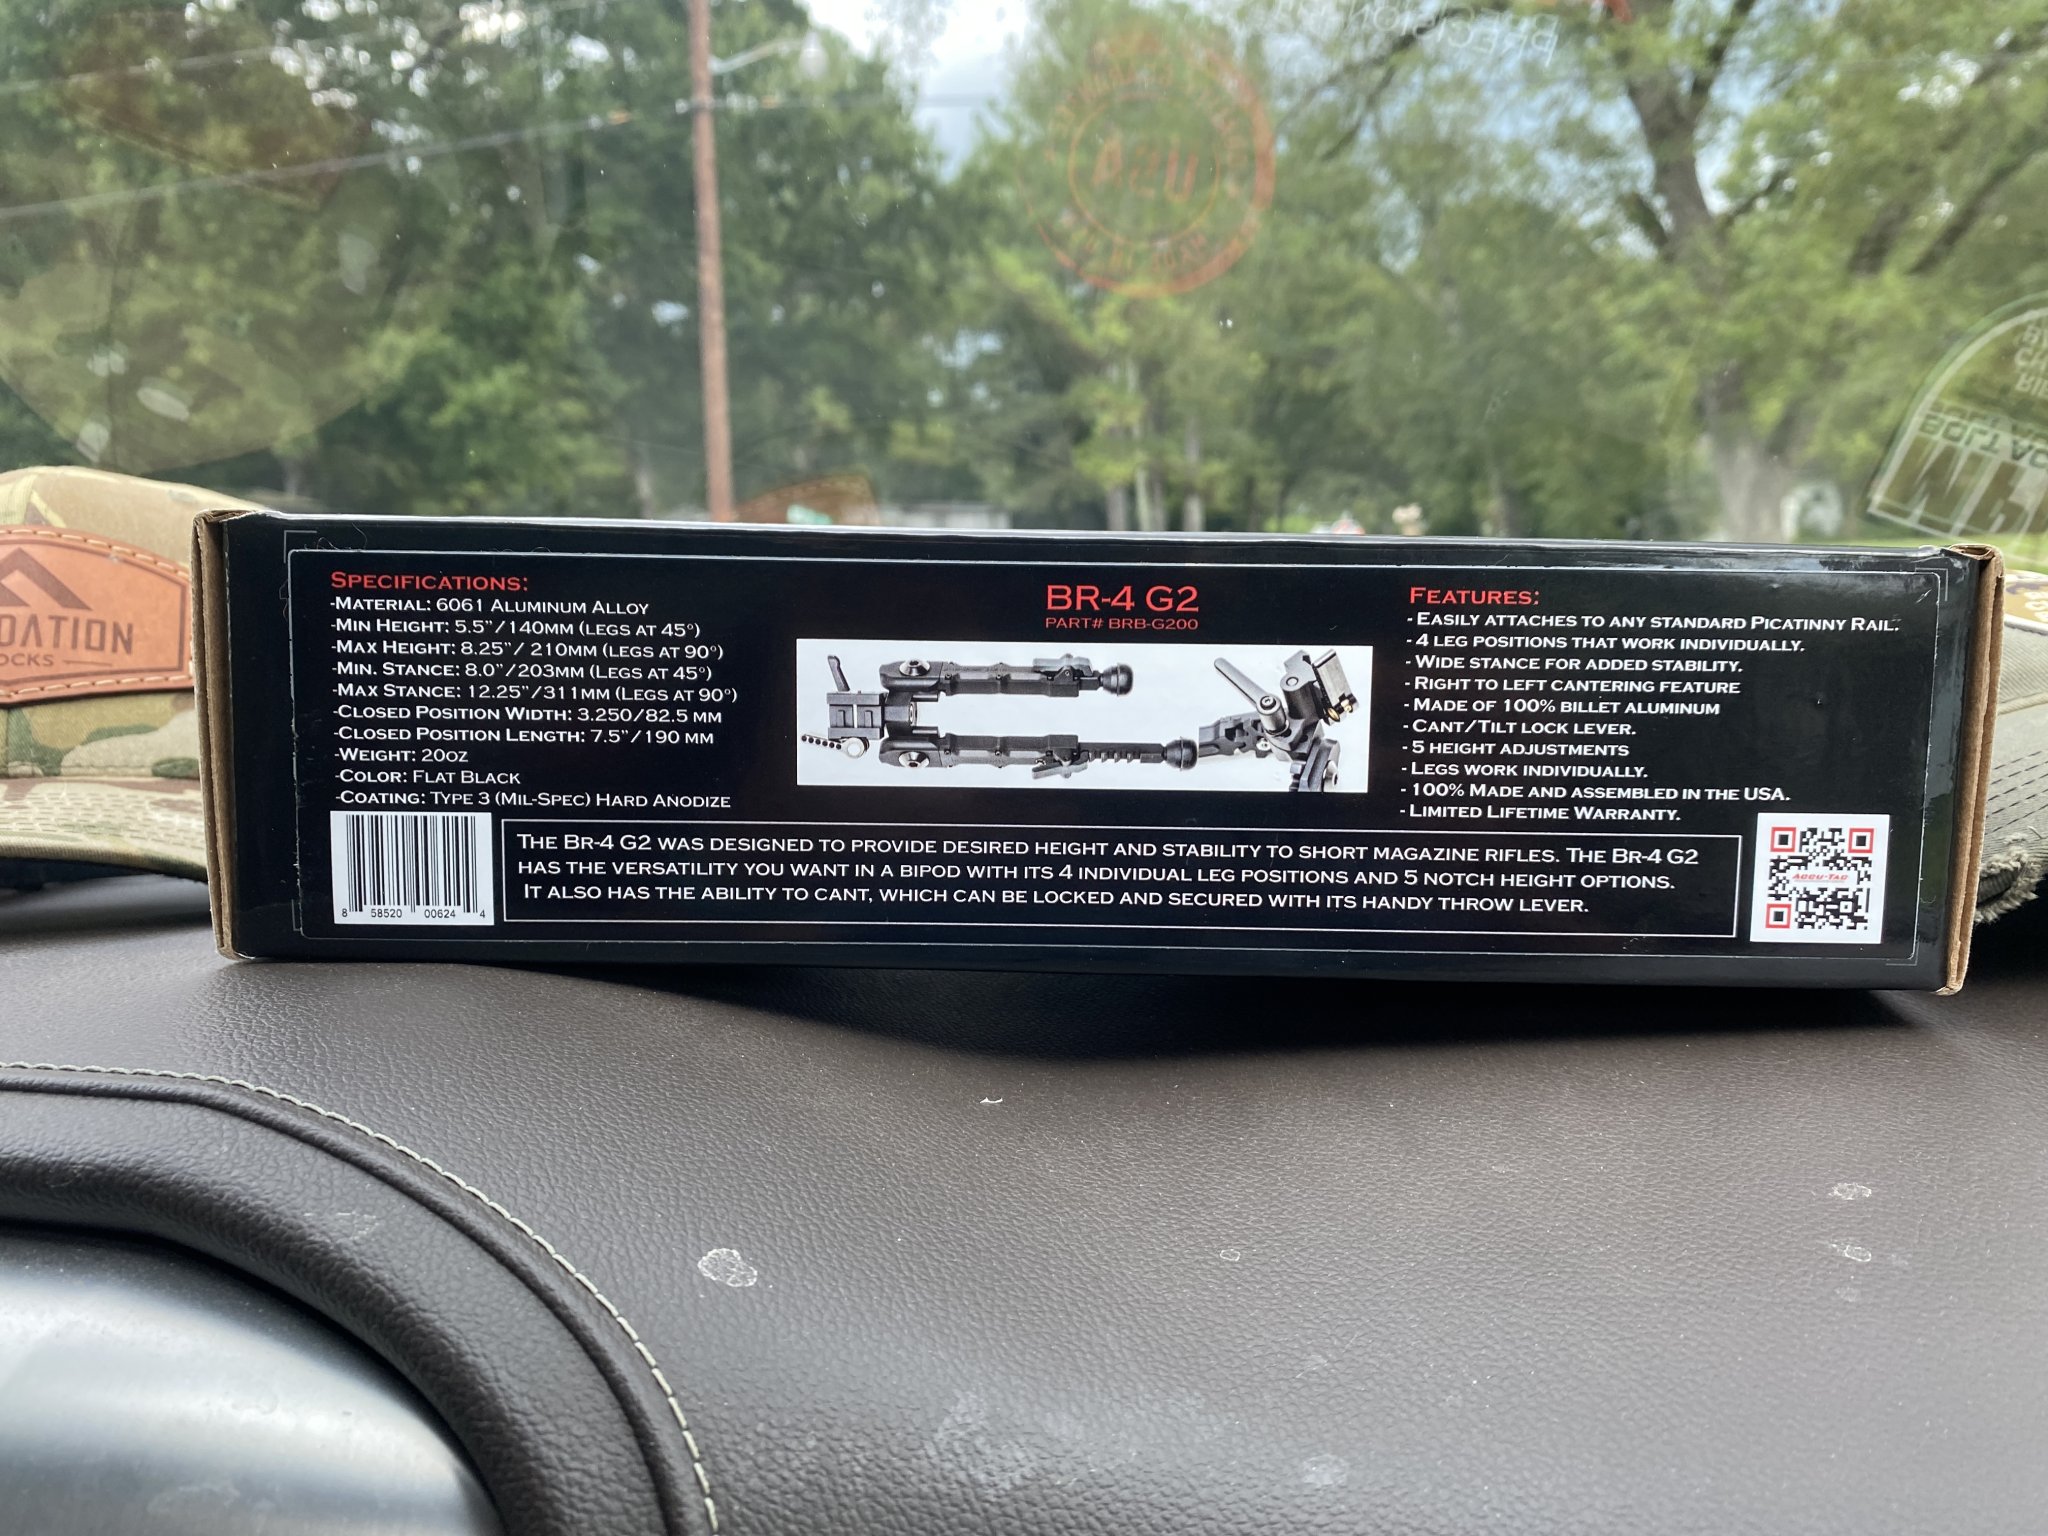 SPECIFICATIONS:
-MATERIAL: 6061 ALUMINUM ALLOY
-MIN HEIGHT: 5.5"/140MM (LEGS AT 45°)
-MAX HEIGHT: 8.25"/ 210MM (LEGS AT 90°)
-MIN. STANCE: 8.0"/203MM (LEGS AT 45°)
-MAX STANCE: 12.25"/311MM (LEGS AT 90°)
-CLOSED POSITION WIDTH: 3.250/82.5 MM
-CLOSED POSITION LENGTH: 7.5"/190 MM
-WEIGHT: 20OZ
-COLOR: FLAT BLACK
-COATING: TYPE 3 (MIL-SPEC) HARD ANODIZE
8 58520 00624 4
BR-4 G2
PART# BRB-G200
FEATURES:
- EASILY ATTACHES TO ANY STANDARD PICATINNY RAIL.
- 4 LEG POSITIONS THAT WORK INDIVIDUALLY.
- WIDE STANCE FOR ADDED STABILITY.
- RIGHT TO LEFT CANTERING FEATURE
- MADE OF 100% BILLET ALUMINUM
- CANT/TILT LOCK LEVER.
- 5 HEIGHT ADJUSTMENTS
- LEGS WORK INDIVIDUALLY.
- 100% MADE AND ASSEMBLED IN THE USA.
- LIMITED LIFETIME WARRANTY.
THE BR-4 G2 WAS DESIGNED TO PROVIDE DESIRED HEIGHT AND STABILITY TO SHORT MAGAZINE RIFLES. THE BR-4 G2
HAS THE VERSATILITY YOU WANT IN A BIPOD WITH ITS 4 INDIVIDUAL LEG POSITIONS AND 5 NOTCH HEIGHT OPTIONS.
IT ALSO HAS THE ABILITY TO CANT, WHICH CAN BE LOCKED AND SECURED WITH ITS HANDY THROW LEVER.
ACCU-TAC
DATION
OCKS
PRECISION
USA
BOLT AC